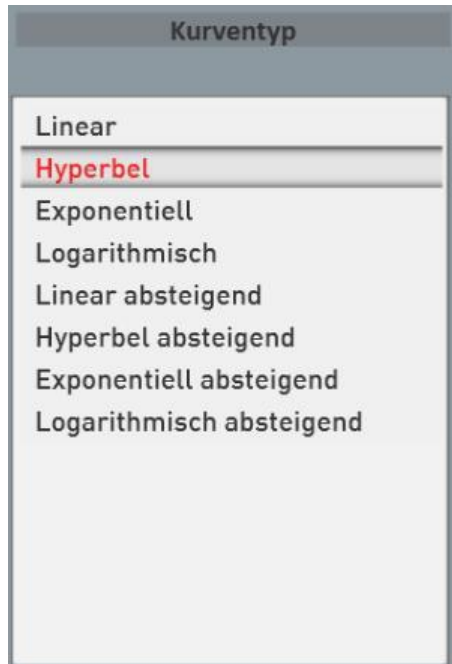 Kurventyp
Linear
Hyperbel
Exponentiell
Logarithmisch
Linear absteigend
Hyperbel absteigend
Exponentiell absteigend
Logarithmisch absteigend